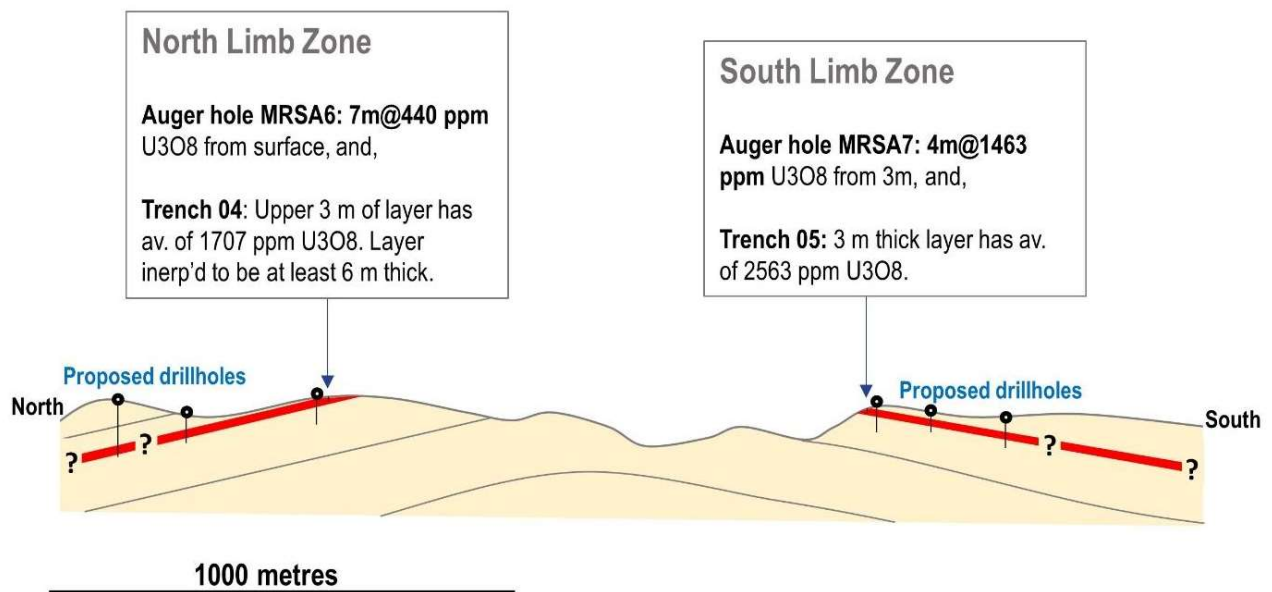 North Limb Zone
Auger hole MRSA6: 7m@440 ppm
U3O8 from surface, and,
Trench 04: Upper 3 m of layer has
av. of 1707 ppm U3O8. Layer
inerp'd to be at least 6 m thick.
South Limb Zone
Auger hole MRSA7: 4m@1463
ppm U3O8 from 3m, and,
Trench 05: 3 m thick layer has av.
of 2563 ppm U3O8.
Proposed drillholes
North
?
?
Proposed drillholes
South
?
?
1000 metres